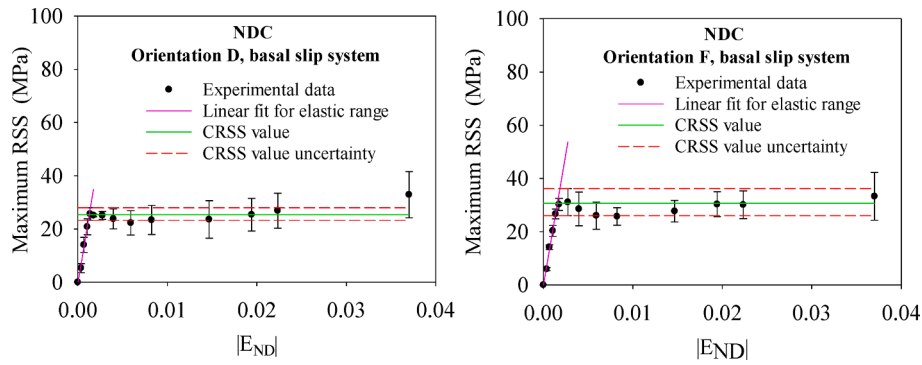 NDC
Orientation D, basal slip system
Experimental data
Linear fit for elastic range
CRSS value
CRSS value uncertainty
Maximum RSS (MPa)
100
80
60
40
20
0
0.00 0.01 0.02 0.03 0.04
|E_ND|
NDC
Orientation F, basal slip system
Experimental data
Linear fit for elastic range
CRSS value
CRSS value uncertainty
Maximum RSS (MPa)
100
80
60
40
20
0
0.00 0.01 0.02 0.03 0.04
|E_ND|